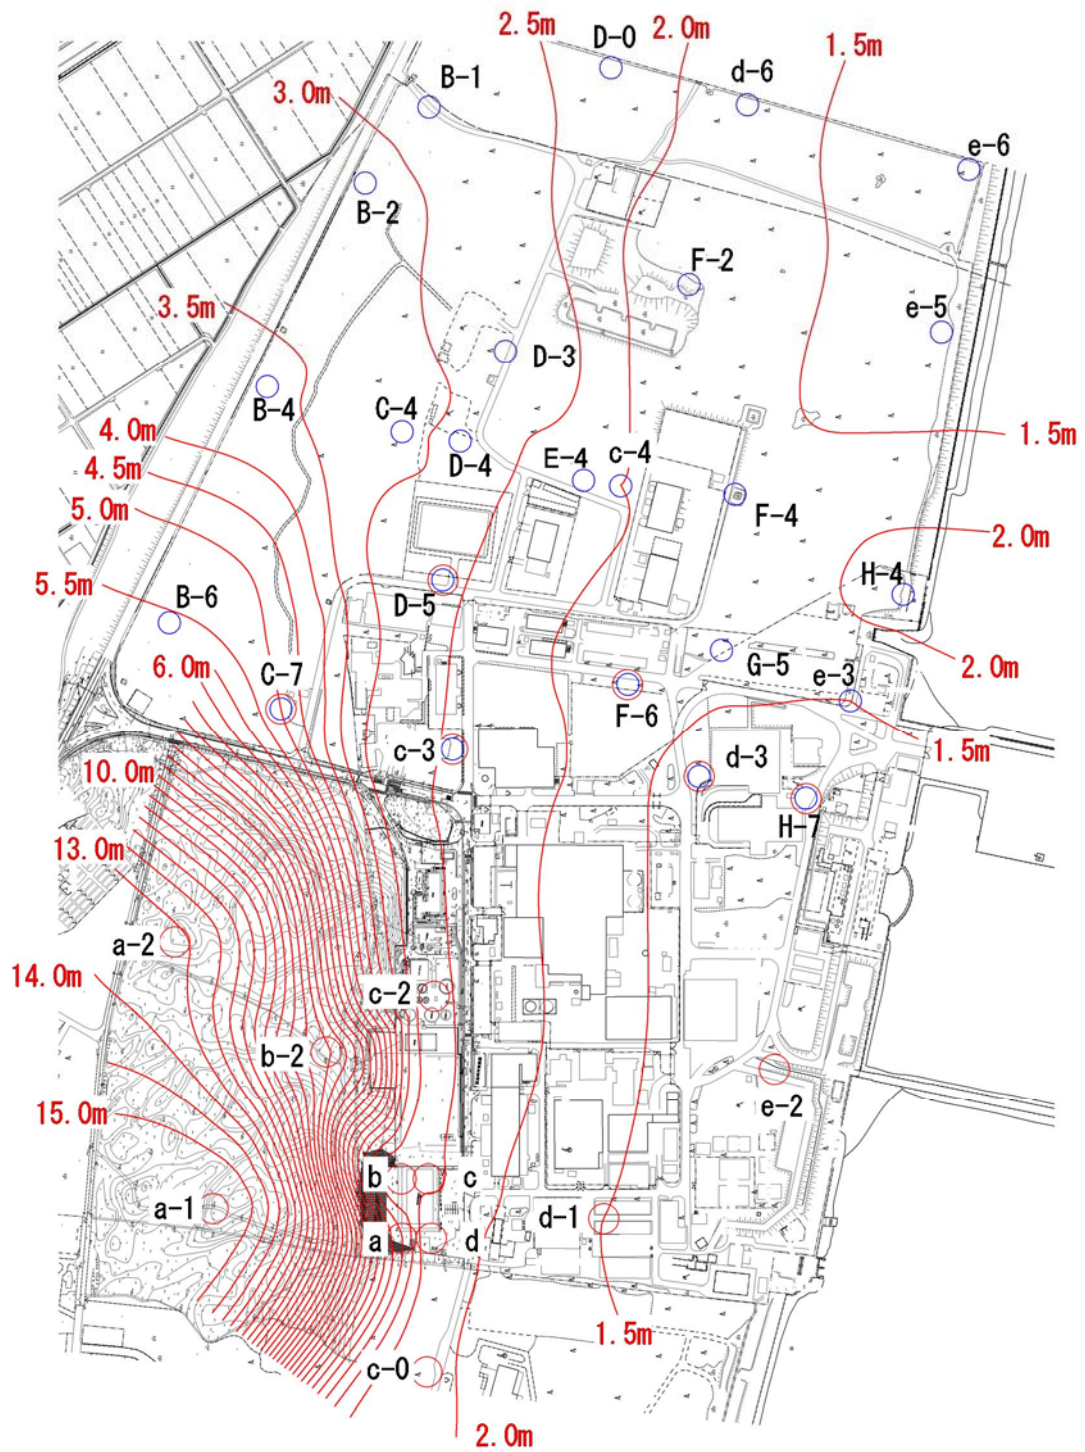 2.5m
D-0
2.0m
1.5m
3.0m
B-1
d-6
e-6
B-2
F-2
3.5m
e-5
D-3
B-4
C-4
4.0m
D-4
E-4
c-4
1.5m
4.5m
5.0m
F-4
2.0m
5.5m
B-6
D-5
H-4
6.0m
C-7
G-5
2.0m
F-6
e-3
c-3
d-3
1.5m
10.0m
H-7
13.0m
a-2
14.0m
c-2
b-2
15.0m
e-2
b
c
a-1
d-1
a
d
1.5m
c-0
2.0m